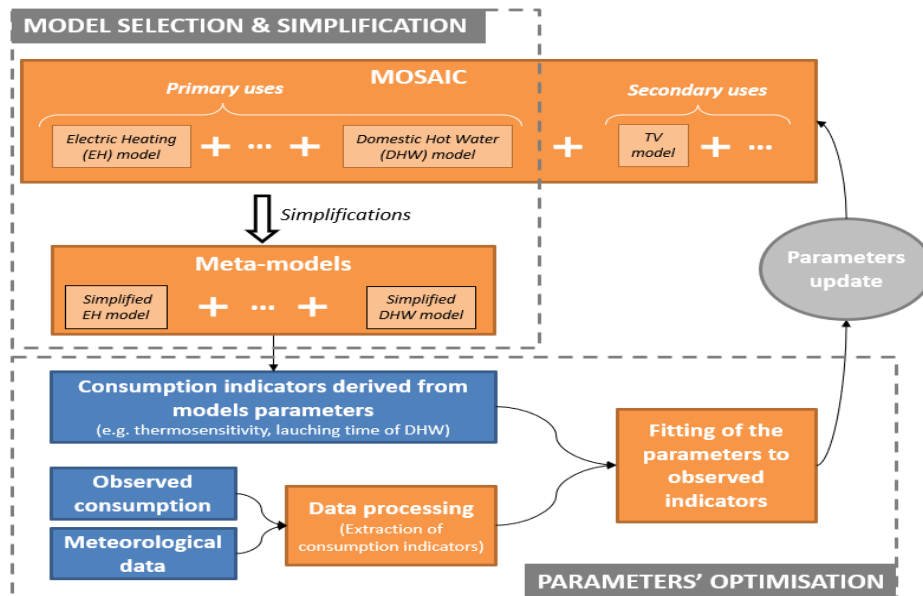 MODEL SELECTION & SIMPLIFICATION
MOSAIC
Primary uses
Secondary uses
Electric Heating
(EH) model
+ ... +
Domestic Hot Water
(DHW) model
+
TV
model
+ ...
Simplifications
Meta-models
Simplified
EH model
+ ... +
Simplified
DHW model
Parameters
update
Consumption indicators derived from
models parameters
(e.g. thermosensitivity, lauching time of DHW)
Fitting of the
parameters to
observed
indicators
Observed
consumption
Data processing
(Extraction of
consumption indicators)
Meteorological
data
PARAMETERS’ OPTIMISATION